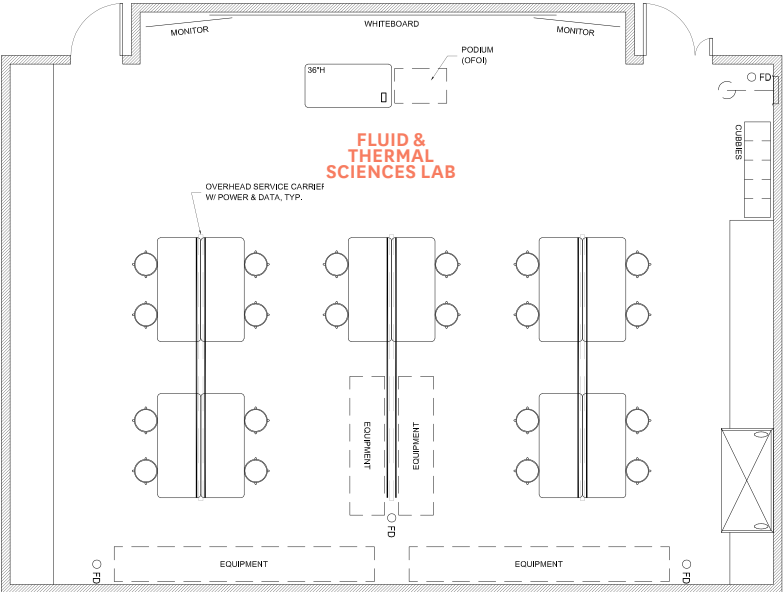 WHITEBOARD
MONITOR
MONITOR
PODIUM
(OFOI)
36"H
FD
FLUID &
THERMAL
SCIENCES LAB
CUBBIES
OVERHEAD SERVICE CARRIER
W/ POWER & DATA, TYP.
EQUIPMENT
EQUIPMENT
FD
EQUIPMENT
EQUIPMENT
FD
FD